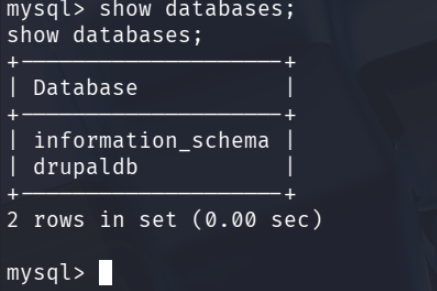 mysql> show databases;
show databases;
+--------------------+
| Database           |
+--------------------+
| information_schema |
| drupaldb           |
+--------------------+
2 rows in set (0.00 sec)
mysql>